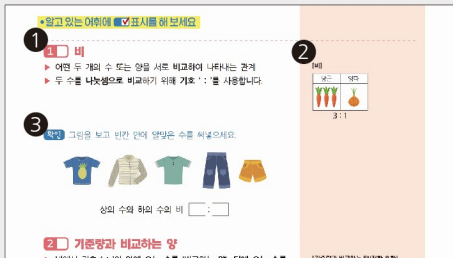 •알고 있는 어휘에 ☑표시를 해 보세요
1
1 비
▶ 어떤 두 개의 수 또는 양을 서로 비교하여 나타내는 관계
▶ 두 수를 나눗셈으로 비교하기 위해 기호 ' : '를 사용합니다.
2
[비]
당근 양파
3 : 1
3
확인 그림을 보고 빈칸 안에 알맞은 수를 써넣으세요.
상의 수와 하의 수의 비 :
2 기준량과 비교하는 양